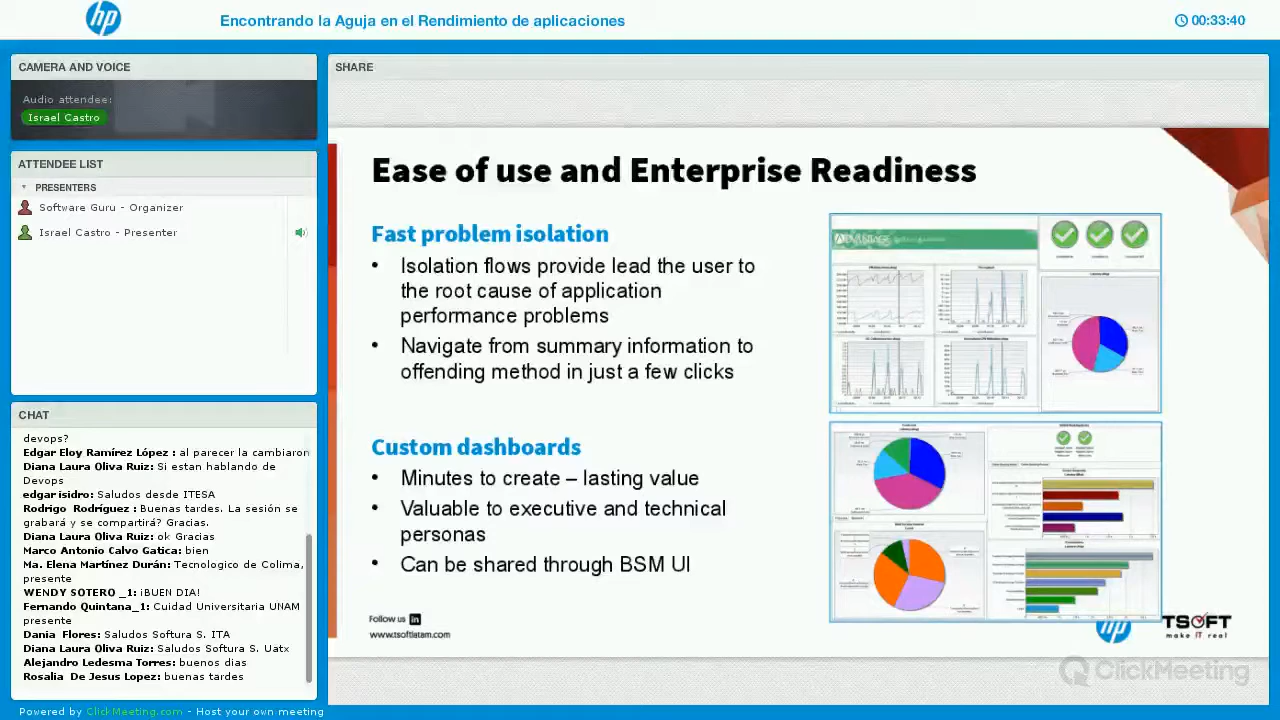 hp
Encontrando la Aguja en el Rendimiento de aplicaciones
00:33:40
CAMERA AND VOICE
Audio attendee:
Israel Castro
ATTENDEE LIST
PRESENTERS
Software Guru - Organizer
Israel Castro - Presenter
CHAT
devops?
Edgar Eloy Ramírez López : al parecer la cambiaron
Diana Laura Oliva Ruiz: Si estan hablando de
Devops
edgar isidro: Saludos desde ITESA
Rodrigo Rodríguez : Buenas tardes. La sesión se
grabará y se compartirá. Gracias.
Diana Laura Oliva Ruiz: ok Gracias
Marco Antonio Calvo Gasca: bien
Ma. Elena Martínez Durán: Tecnologico de Colima,
presente
WENDY SOTERO _1: ¡BUEN DIA!
Fernando Quintana_1: Cuidad Universitaria UNAM
presente
Dania Flores: Saludos Softura S. ITA
Diana Laura Oliva Ruiz: Saludos Softura S. Uatx
Alejandro Ledesma Torres: buenos dias
Rosalia De Jesus Lopez: buenas tardes
SHARE
Ease of use and Enterprise Readiness
Fast problem isolation
• Isolation flows provide lead the user to
the root cause of application
performance problems
• Navigate from summary information to
offending method in just a few clicks
Custom dashboards
• Minutes to create – lasting value
• Valuable to executive and technical
personas
• Can be shared through BSM UI
ADVANTAGE
Follow us in
www.tsoftlatam.com
hp
TSOFT
make IT real
ClickMeeting
Powered by ClickMeeting.com - Host your own meeting